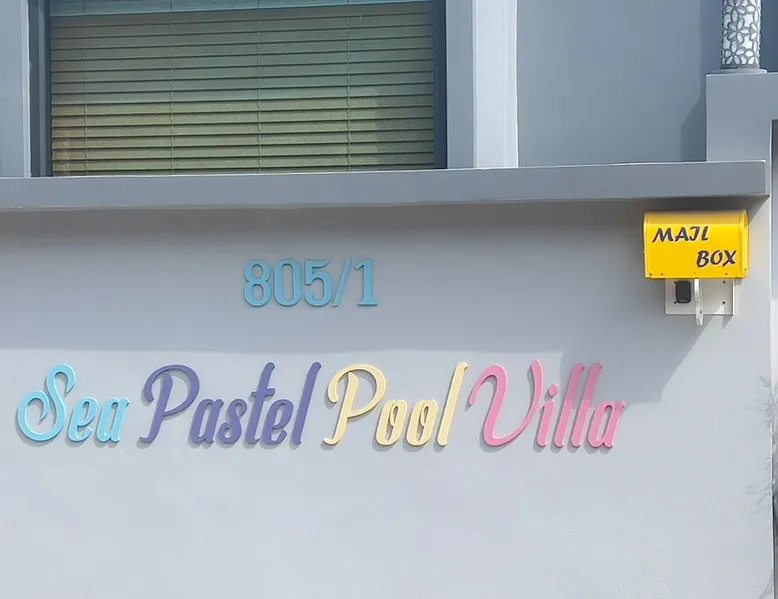 MAIL
BOX
805/1
Sea Pastel Pool Villa